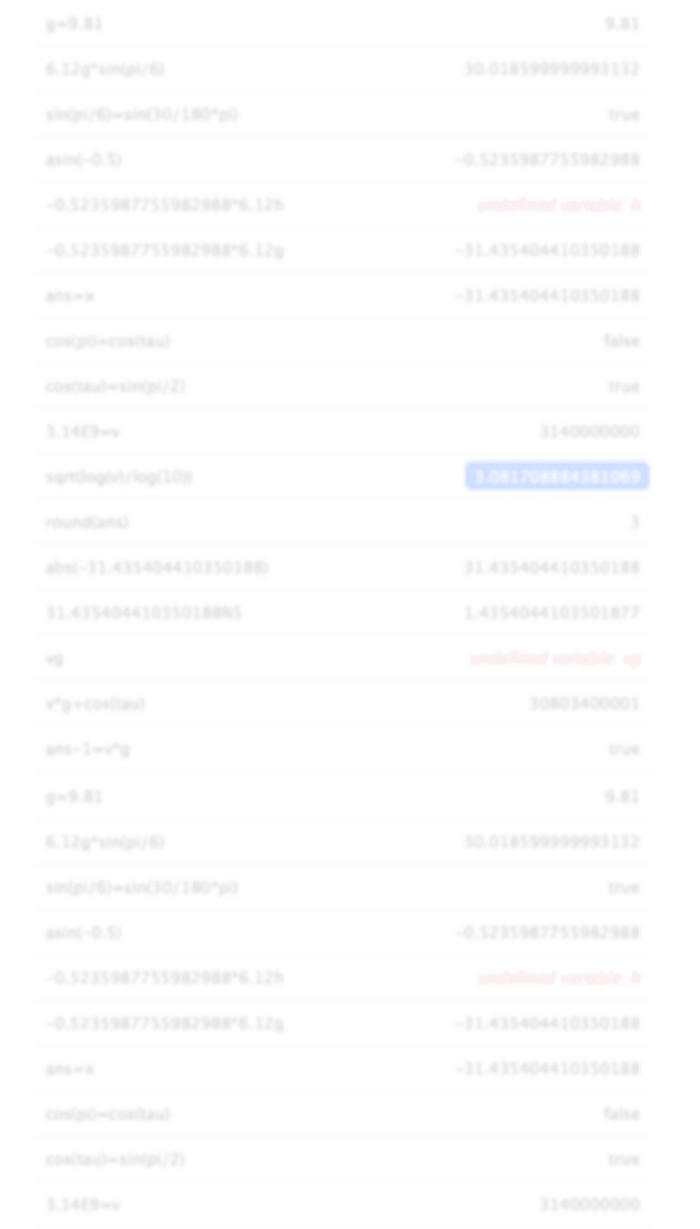 g=9.81 9.81
6.12g*sin(pi/6) 30.018599999993132
sin(pi/6)=sin(30/180*pi) true
asin(-0.5) -0.5235987755982988
-0.5235987755982988*6.12h undefined variable: h
-0.5235987755982988*6.12g -31.435404410350188
ans=x -31.435404410350188
cos(pi)=cos(tau) false
cos(tau)=sin(pi/2) true
3.14E9=v 3140000000
sqrt(log(v)/log(10)) 3.081708884381069
round(ans) 3
abs(-31.435404410350188) 31.435404410350188
31.435404410350188%5 1.4354044103501877
vg undefined variable: vg
v*g+cos(tau) 30803400001
ans-1=v*g true
g=9.81 9.81
6.12g*sin(pi/6) 30.018599999993132
sin(pi/6)=sin(30/180*pi) true
asin(-0.5) -0.5235987755982988
-0.5235987755982988*6.12h undefined variable: h
-0.5235987755982988*6.12g -31.435404410350188
ans=x -31.435404410350188
cos(pi)=cos(tau) false
cos(tau)=sin(pi/2) true
3.14E9=v 3140000000